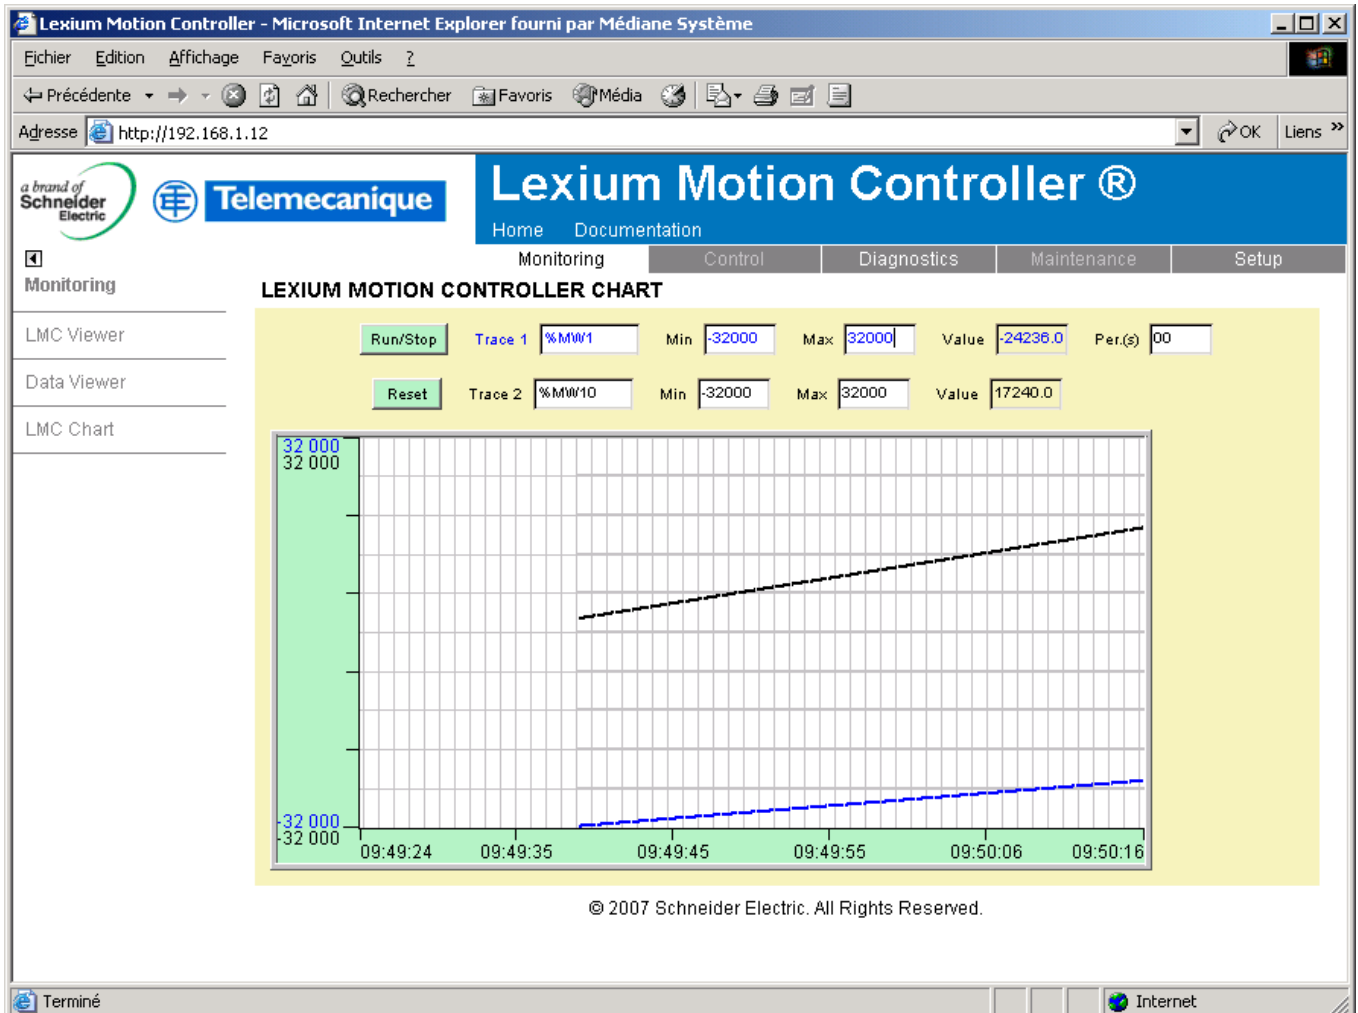 Lexium Motion Controller - Microsoft Internet Explorer fourni par Médiane Système
Fichier Edition Affichage Favoris Outils ?
Précédente Rechercher Favoris Média
Adresse http://192.168.1.12 OK Liens »
a brand of
Schneider
Electric
Telemecanique
Lexium Motion Controller ®
Home Documentation
Monitoring Control Diagnostics Maintenance Setup
Monitoring
LMC Viewer
Data Viewer
LMC Chart
LEXIUM MOTION CONTROLLER CHART
Run/Stop Trace 1 %MW1 Min -32000 Max 32000 Value -24236.0 Per.(s) 00
Reset Trace 2 %MW10 Min -32000 Max 32000 Value 17240.0
32 000
32 000
-32 000
-32 000
09:49:24 09:49:35 09:49:45 09:49:55 09:50:06 09:50:16
© 2007 Schneider Electric. All Rights Reserved.
Terminé Internet